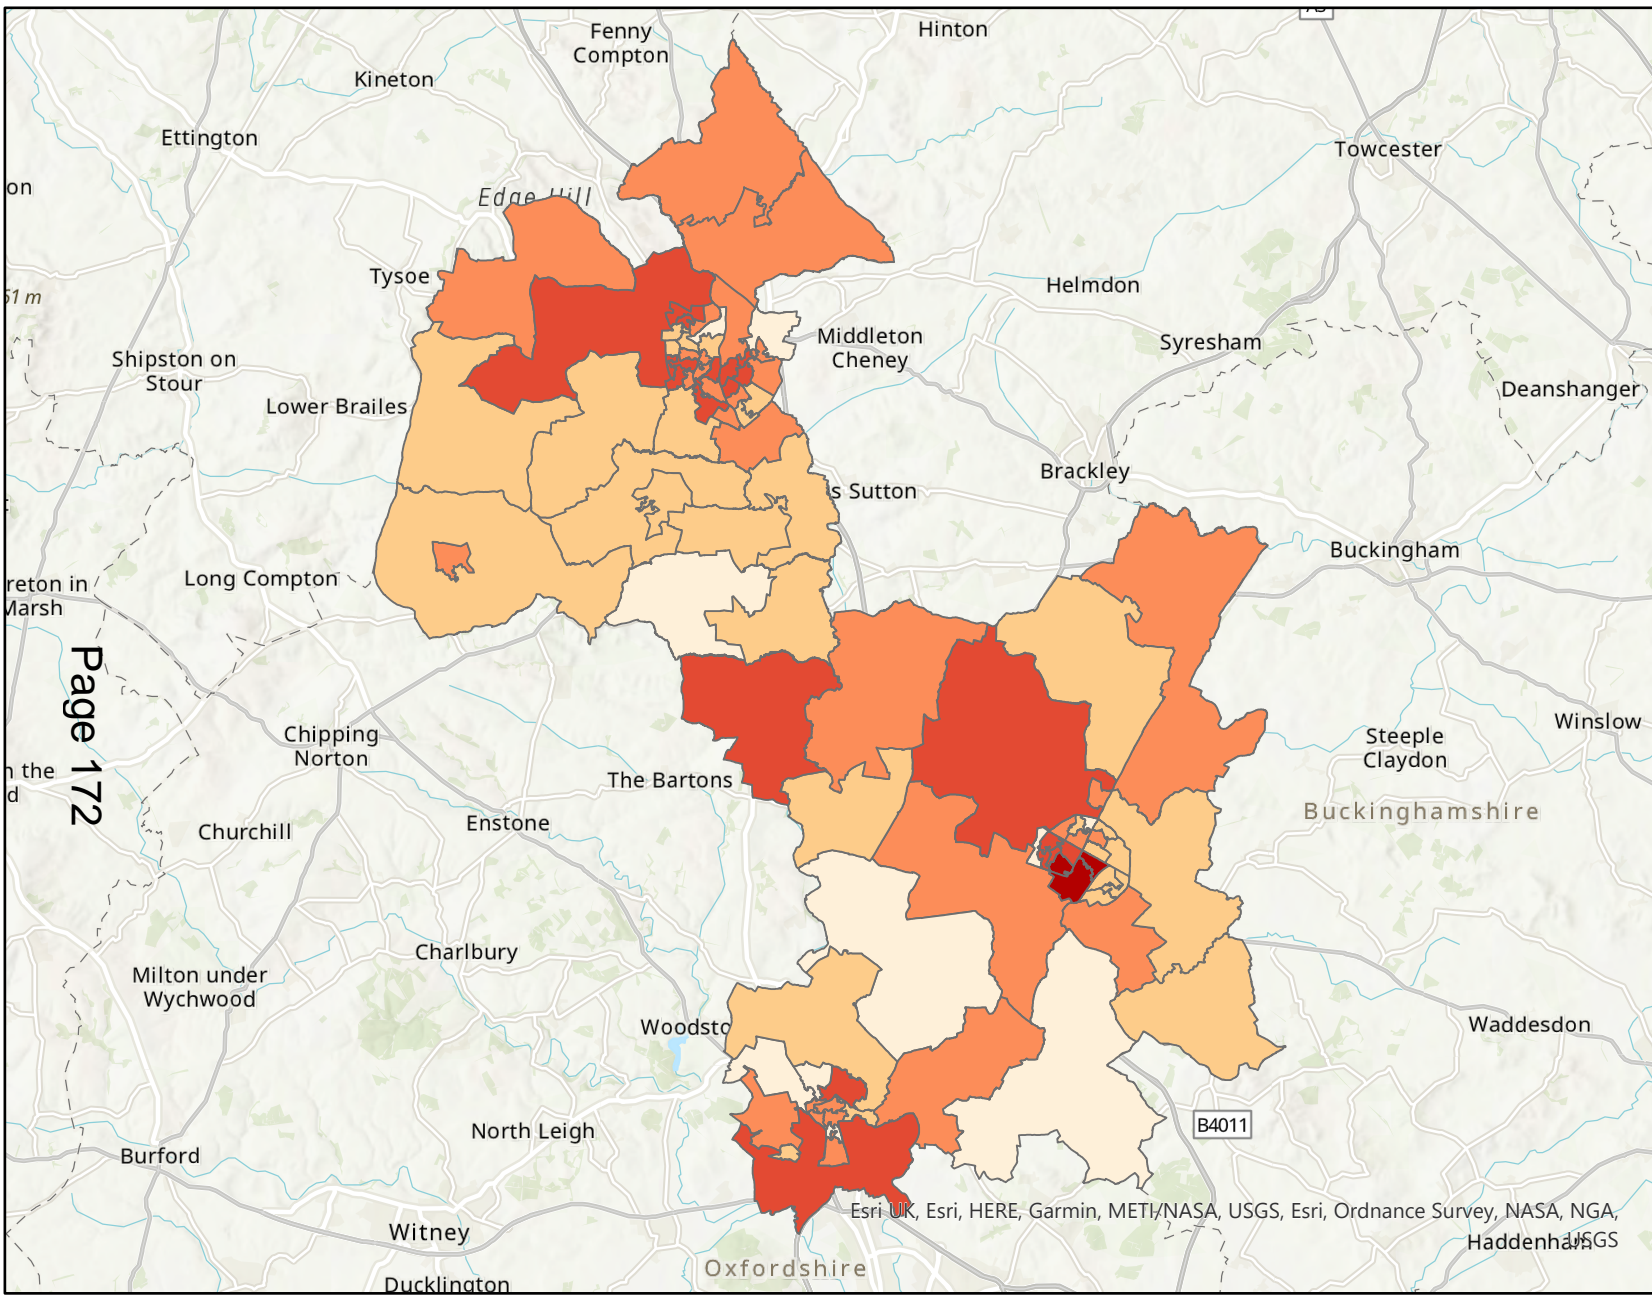 Hinton
Fenny
Compton
Kineton
Ettington
Towcester
on
Edge Hill
Tysoe
Helmdon
51 m
Middleton
Cheney
Syresham
Shipston on
Stour
Deanshanger
Lower Brailes
Brackley
s Sutton
Buckingham
Long Compton
reton in
Marsh
Page 172
Winslow
Chipping
Norton
Steeple
Claydon
n the
d
The Bartons
Buckinghamshire
Churchill
Enstone
Charlbury
Milton under
Wychwood
Woodsto
Waddesdon
North Leigh
B4011
Burford
Esri UK, Esri, HERE, Garmin, METI/NASA, USGS, Esri, Ordnance Survey, NASA, NGA,
USGS
Witney
Haddenham
Oxfordshire
Ducklington